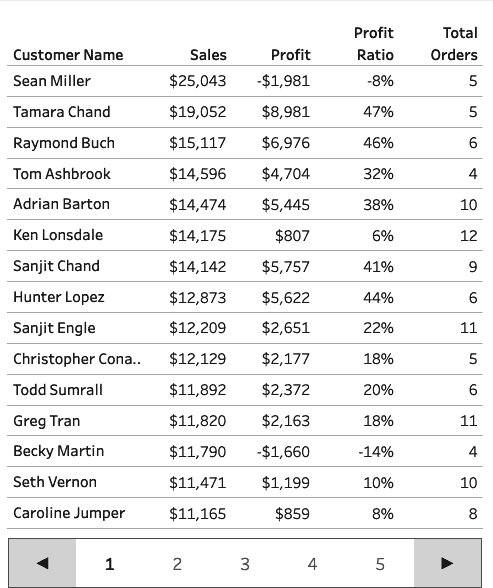 Customer Name Sales Profit Profit Ratio Total Orders
Sean Miller $25,043 -$1,981 -8% 5
Tamara Chand $19,052 $8,981 47% 5
Raymond Buch $15,117 $6,976 46% 6
Tom Ashbrook $14,596 $4,704 32% 4
Adrian Barton $14,474 $5,445 38% 10
Ken Lonsdale $14,175 $807 6% 12
Sanjit Chand $14,142 $5,757 41% 9
Hunter Lopez $12,873 $5,622 44% 6
Sanjit Engle $12,209 $2,651 22% 11
Christopher Cona.. $12,129 $2,177 18% 5
Todd Sumrall $11,892 $2,372 20% 6
Greg Tran $11,820 $2,163 18% 11
Becky Martin $11,790 -$1,660 -14% 4
Seth Vernon $11,471 $1,199 10% 10
Caroline Jumper $11,165 $859 8% 8
1 2 3 4 5